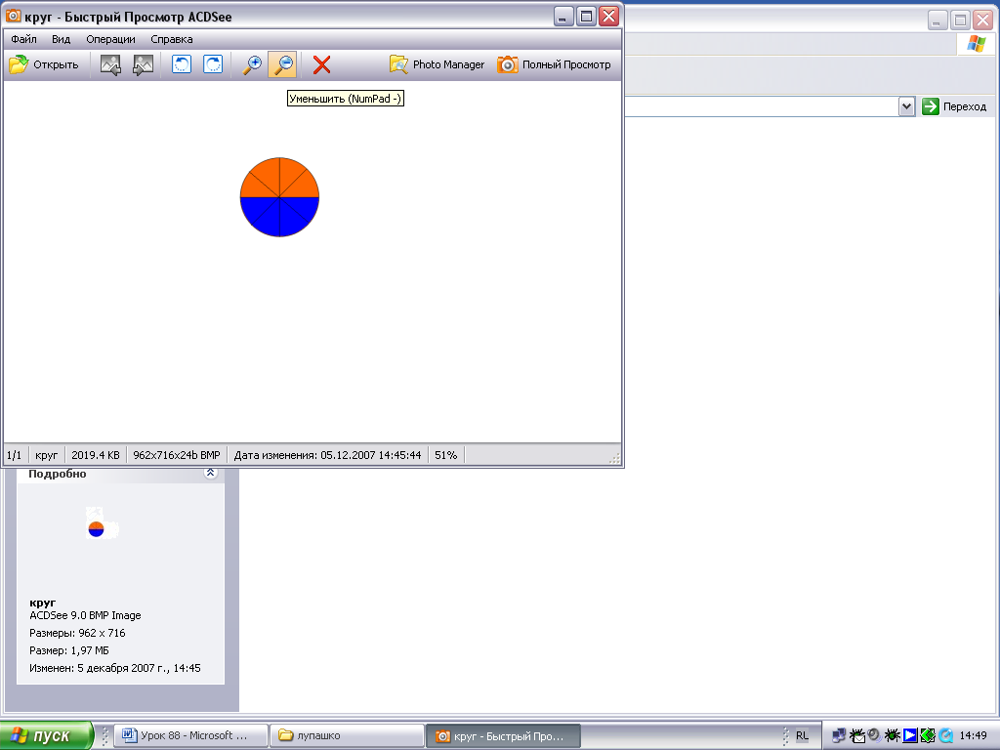 круг - Быстрый Просмотр ACDSee
Файл Вид Операции Справка
Открыть Photo Manager Полный Просмотр
Уменьшить (NumPad -)
Переход
1/1 круг 2019.4 KB 962x716x24b BMP Дата изменения: 05.12.2007 14:45:44 51%
Подробно
круг
ACDSee 9.0 BMP Image
Размеры: 962 x 716
Размер: 1,97 МБ
Изменен: 5 декабря 2007 г., 14:45
пуск Урок 88 - Microsoft ... лупашко круг - Быстрый Про... RL 14:49